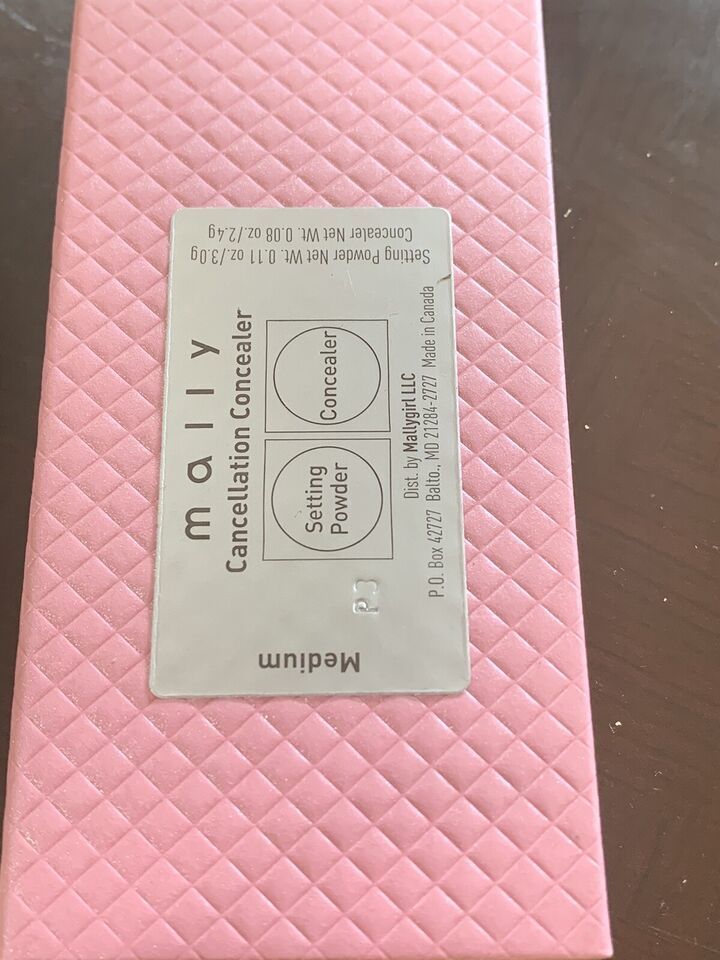 mally
Cancellation Concealer
Setting
Powder
Concealer
Dist. by Mallygirl LLC
P.O. Box 42727 Balto., MD 21284-2727 Made in Canada
Setting Powder Net Wt. 0.11 oz./3.0g
Concealer Net Wt. 0.08 oz./2.4g
Medium